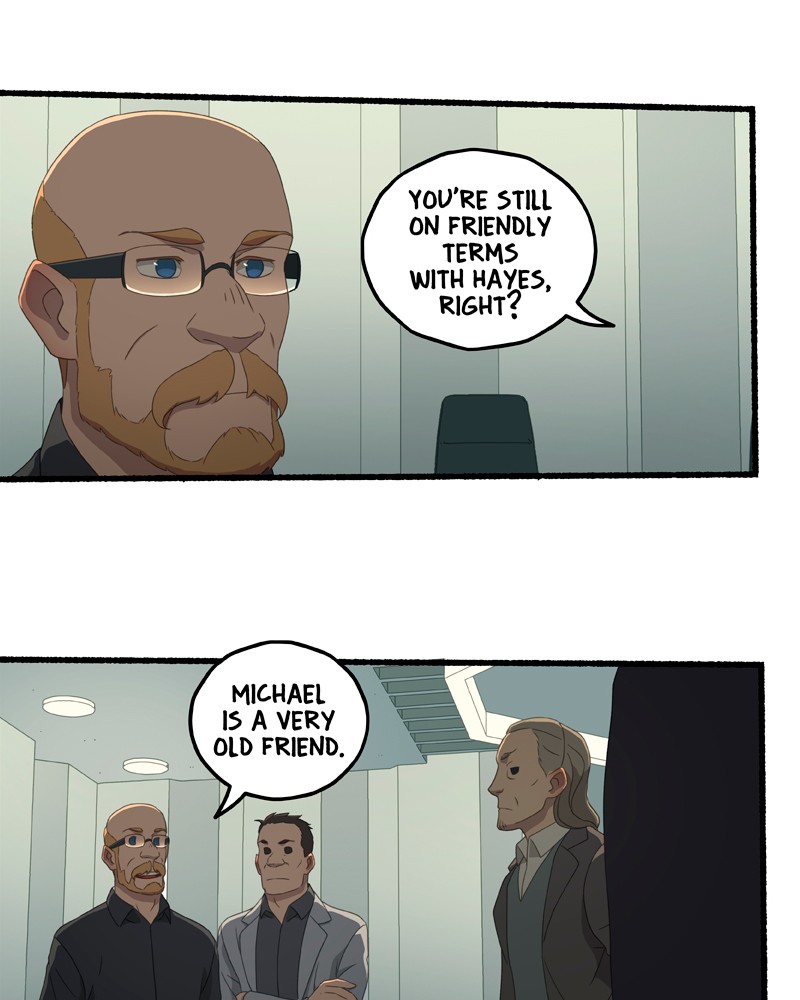 YOU'RE STILL
ON FRIENDLY
TERMS
WITH HAYES,
RIGHT?
MICHAEL
IS A VERY
OLD FRIEND.